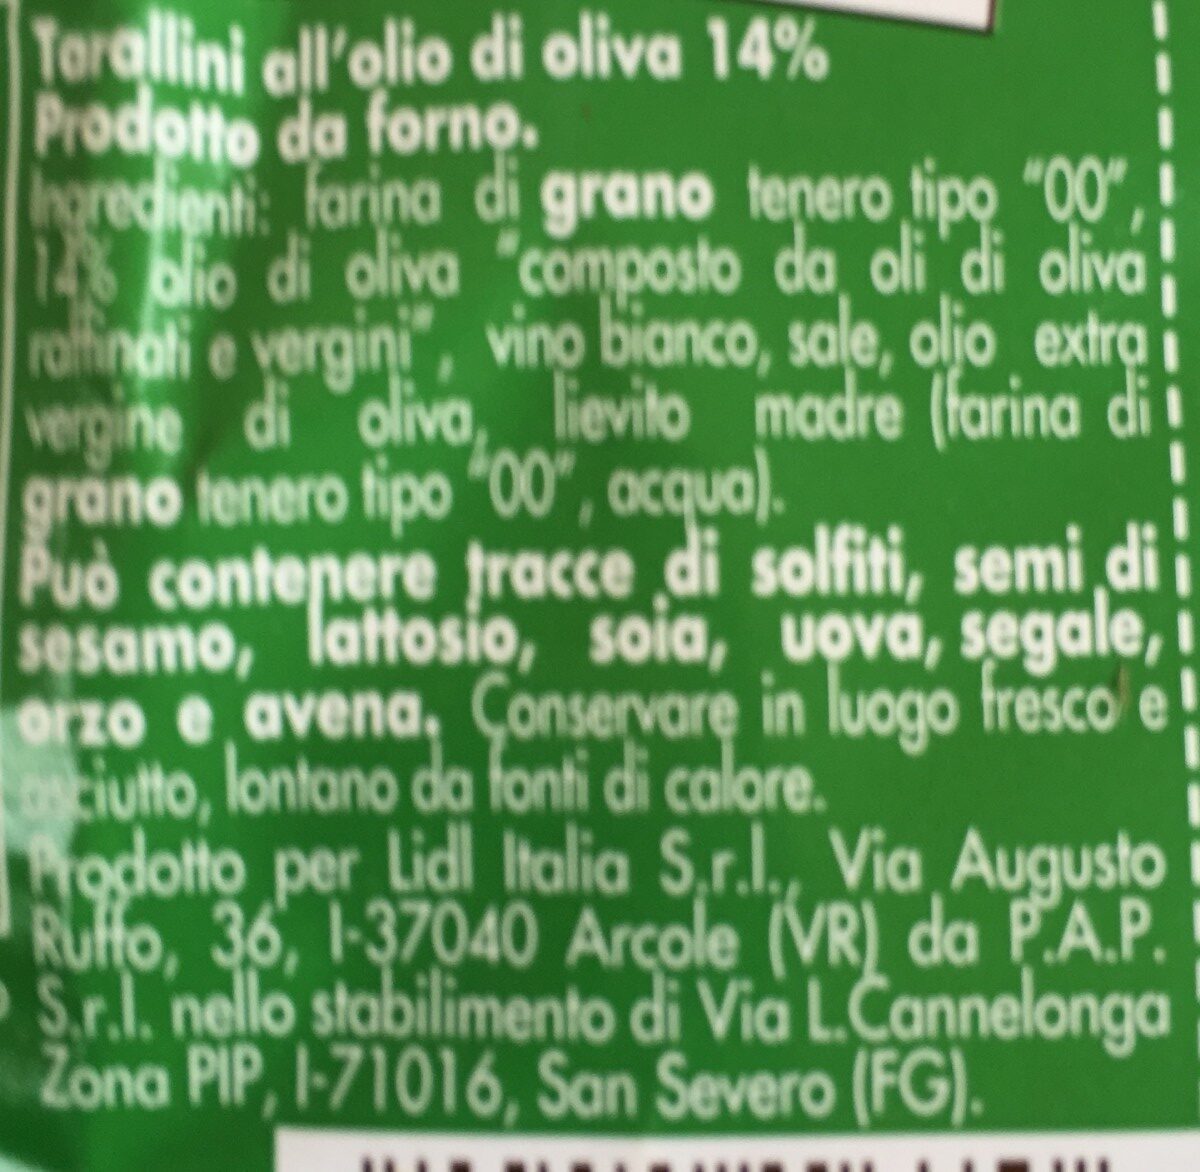 Tarallini all'olio di oliva 14%
Prodotto da forno.
Ingredienti: farina di grano tenero tipo "00",
14% olio di oliva "composto da oli di oliva
raffinati e vergini", vino bianco, sale, olio extra
vergine di oliva, lievito madre (farina di
grano tenero tipo "00", acqua).
Può contenere tracce di solfiti, semi di
sesamo, lattosio, soia, uova, segale,
orzo e avena. Conservare in luogo fresco e
asciutto, lontano da fonti di calore.
Prodotto per Lidl Italia S.r.l., Via Augusto
Ruffo, 36, I-37040 Arcole (VR) da P.A.P.
S.r.l. nello stabilimento di Via L.Cannelonga
Zona PIP, I-71016, San Severo (FG).